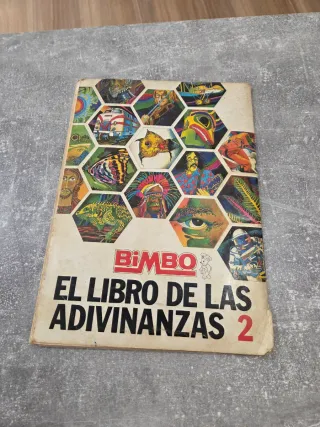 BiMBO
EL LIBRO DE LAS
ADIVINANZAS 2